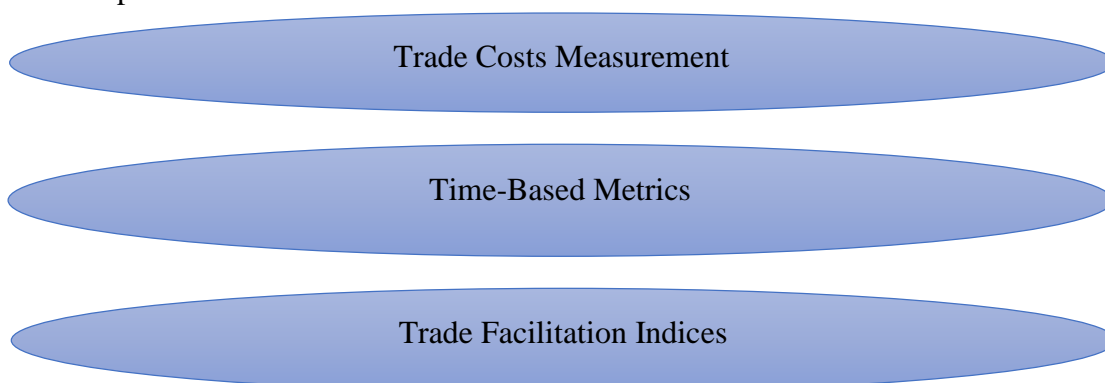 Trade Costs Measurement
Time-Based Metrics
Trade Facilitation Indices